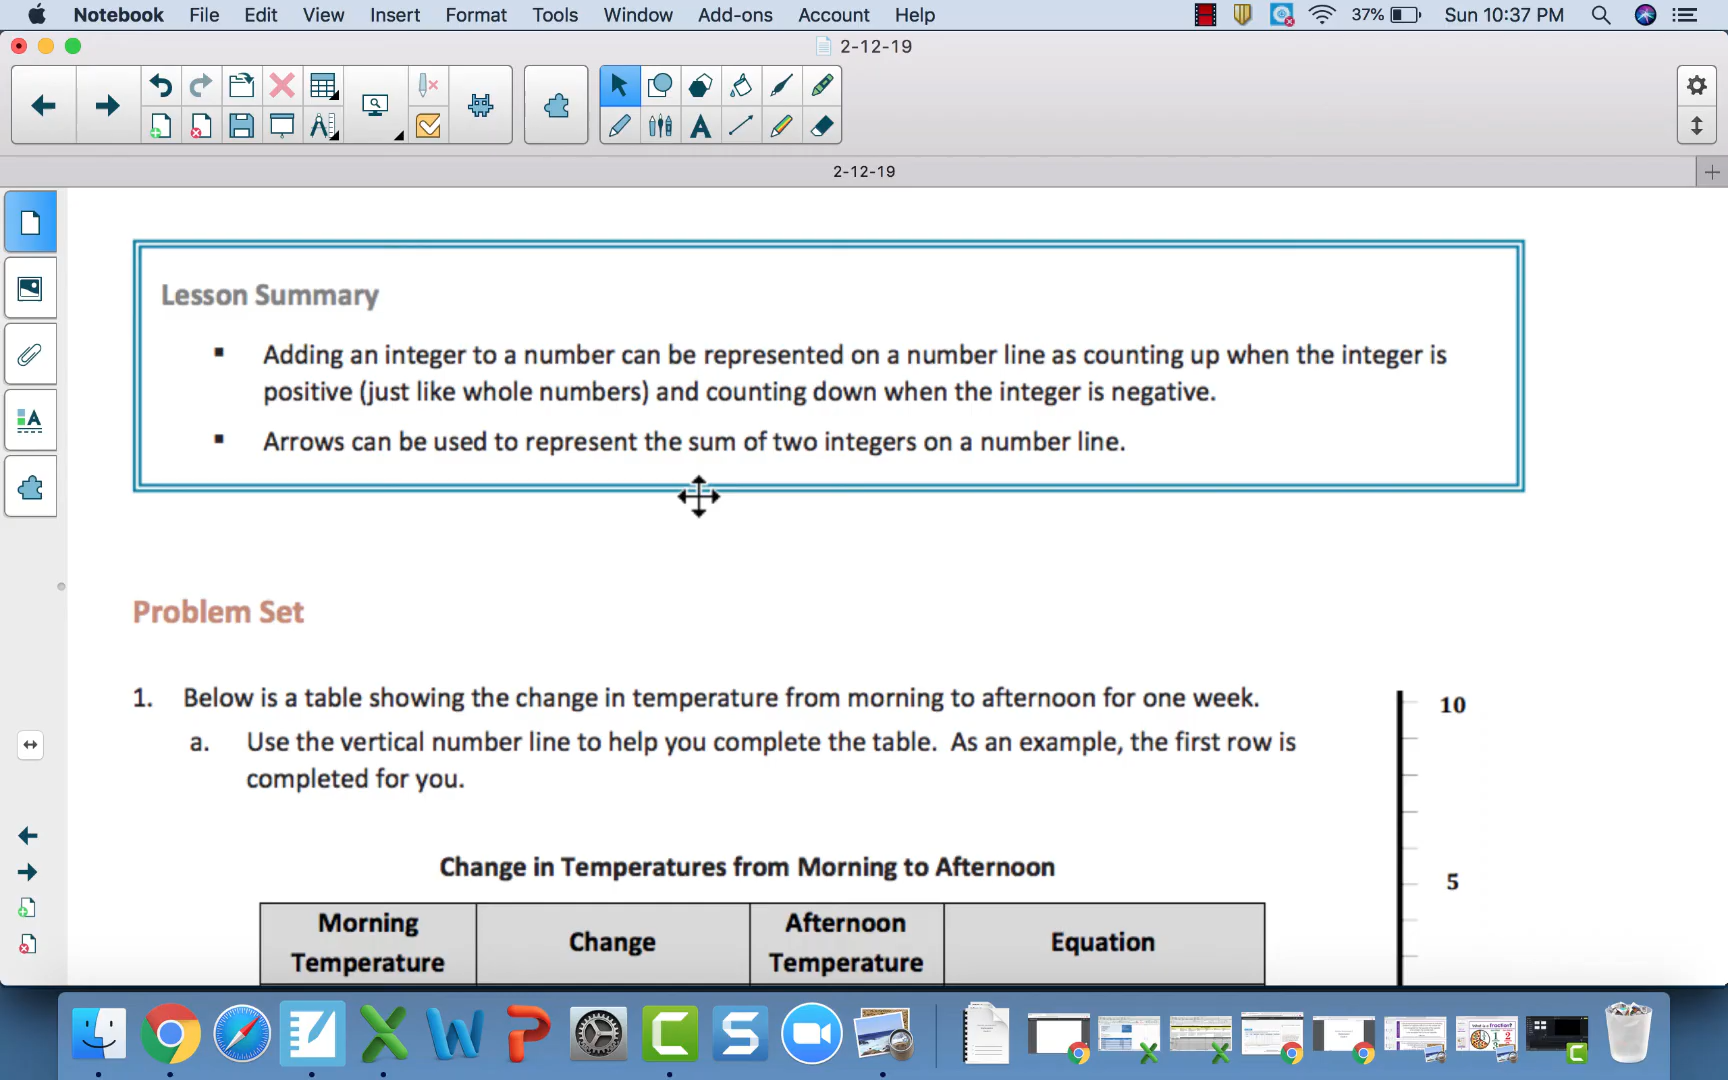 Notebook File Edit View Insert Format Tools Window Add-ons Account Help 37% Sun 10:37 PM
2-12-19
2-12-19
Lesson Summary
▪ Adding an integer to a number can be represented on a number line as counting up when the integer is
positive (just like whole numbers) and counting down when the integer is negative.
▪ Arrows can be used to represent the sum of two integers on a number line.
Problem Set
1. Below is a table showing the change in temperature from morning to afternoon for one week.
10
a. Use the vertical number line to help you complete the table. As an example, the first row is
completed for you.
Change in Temperatures from Morning to Afternoon
5
Morning
Temperature
Change
Afternoon
Temperature
Equation